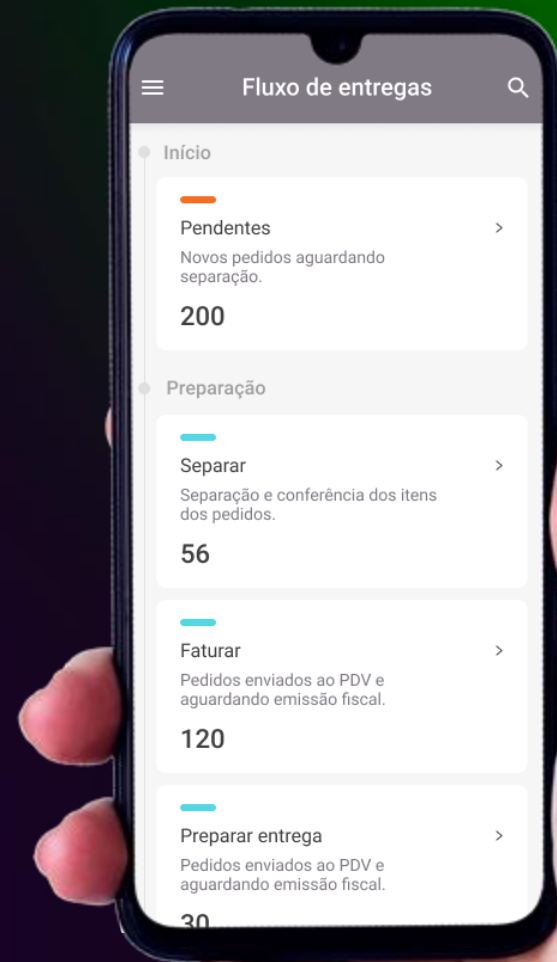 Fluxo de entregas
Início
Pendentes
Novos pedidos aguardando
separação.
200
Preparação
Separar
Separação e conferência dos itens
dos pedidos.
56
Faturar
Pedidos enviados ao PDV e
aguardando emissão fiscal.
120
Preparar entrega
Pedidos enviados ao PDV e
aguardando emissão fiscal.
30